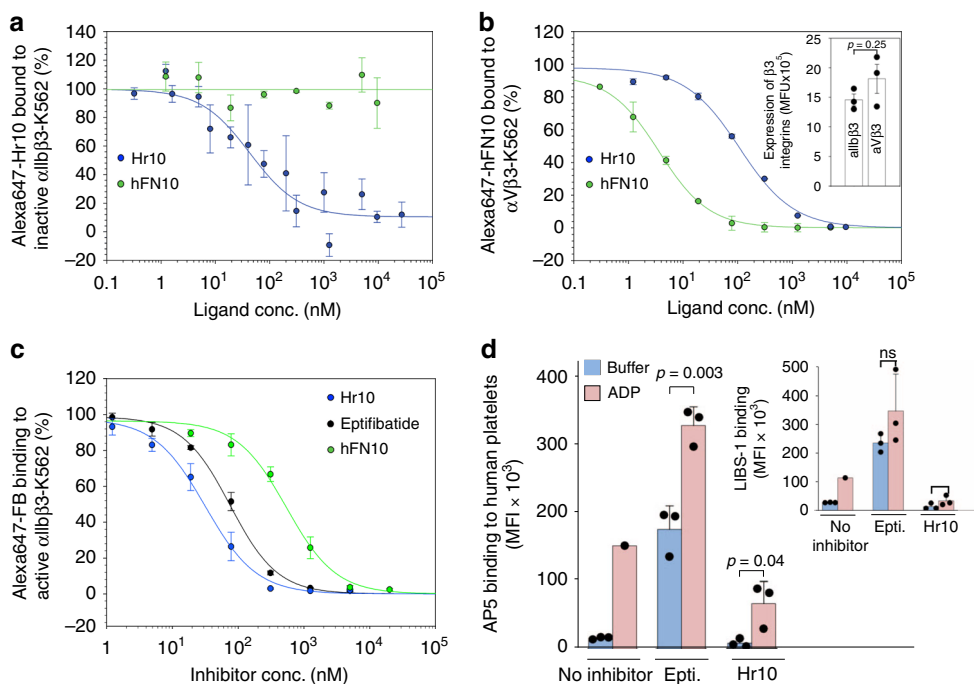 a
Alexa647-Hr10 bound to
inactive αIIbβ3-K562 (%)
140
120
100
80
60
40
20
0
–20
Hr10
hFN10
0.1 1 10¹ 10² 10³ 10⁴ 10⁵
Ligand conc. (nM)
b
Alexa647-hFN10 bound to
αVβ3-K562 (%)
120
100
80
60
40
20
0
–20
Hr10
hFN10
0.1 1 10¹ 10² 10³ 10⁴ 10⁵
Ligand conc. (nM)
Expression of β3
integrins (MFUx10⁵)
p = 0.25
25
20
15
10
5
0
aIIbβ3
aVβ3
c
Alexa647-FB binding to
active αIIbβ3-K562 (%)
120
100
80
60
40
20
0
–20
Hr10
Eptifibatide
hFN10
1 10¹ 10² 10³ 10⁴ 10⁵
Inhibitor conc. (nM)
d
AP5 binding to human platelets
(MFI × 10³)
400
300
200
100
0
Buffer
ADP
p = 0.003
p = 0.04
No inhibitor Epti. Hr10
LIBS-1 binding
(MFI × 10³)
500
400
300
200
100
0
ns
No
inhibitor
Epti. Hr10